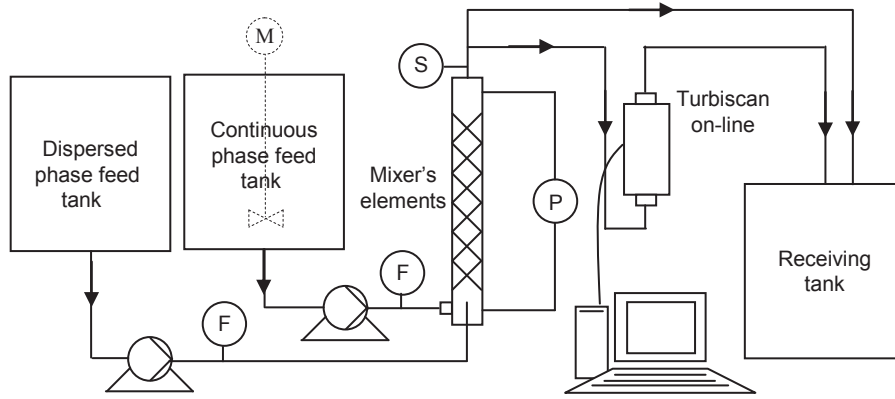 M
S
Dispersed
phase feed
tank
Continuous
phase feed
tank
Mixer's
elements
Turbiscan
on-line
P
F
F
Receiving
tank